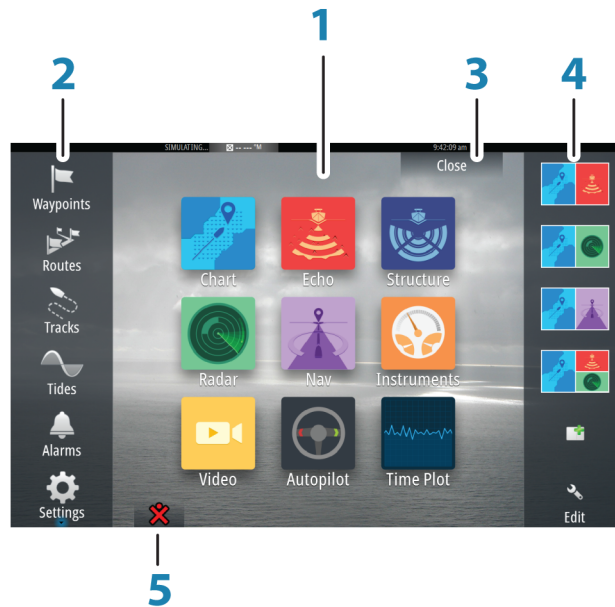 1
2
3
4
SIMULATING...
-- ---°M
9:42:09 am
Close
Waypoints
Routes
Tracks
Tides
Alarms
Settings
Chart
Echo
Structure
Radar
Nav
Instruments
Video
Autopilot
Time Plot
Edit
5